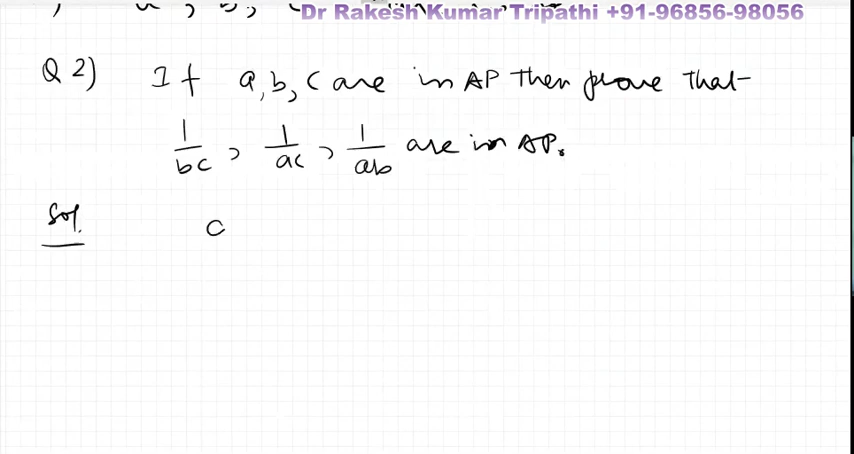 Dr Rakesh Kumar Tripathi +91-96856-98056
Q 2) If a, b, c are in AP then prove that
1/bc, 1/ac, 1/ab are in AP.
Sol. C